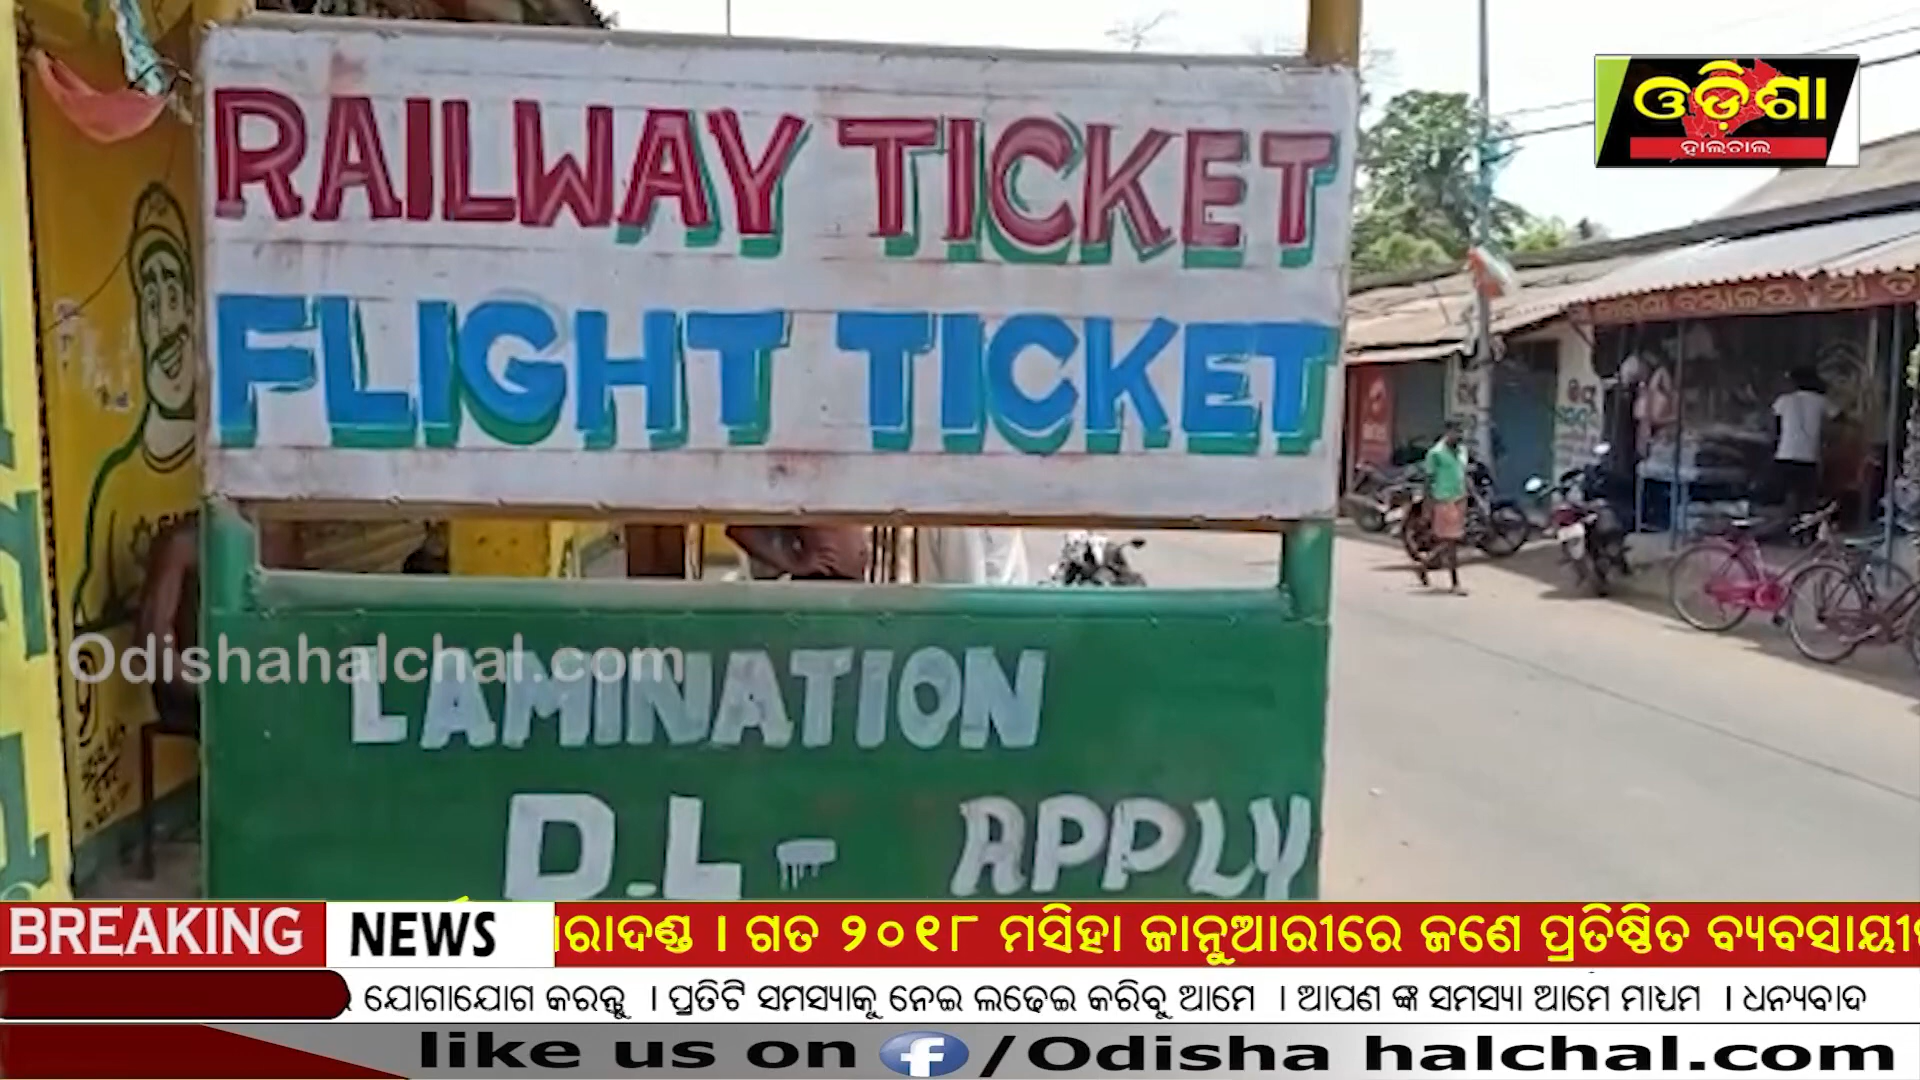 ଓଡ଼ିଶା
ହାଲଚାଲ
RAILWAY TICKET
FLIGHT TICKET
LAMINATION
D.L - APPLY
Odishahalchal.com
BREAKING NEWS
ାରାଦଣ୍ଡ । ଗତ ୨୦୧୮ ମସିହା ଜାନୁଆରୀରେ ଜଣେ ପ୍ରତିଷ୍ଠିତ ବ୍ୟବସାୟୀ
ଯୋଗାଯୋଗ କରନ୍ତୁ । ପ୍ରତିଟି ସମସ୍ୟାକୁ ନେଇ ଲଢ଼େଇ କରିବୁ ଆମେ । ଆପଣ ଙ୍କ ସମସ୍ୟା ଆମେ ମାଧ୍ୟମ । ଧନ୍ୟବାଦ
like us on f/Odisha halchal.com